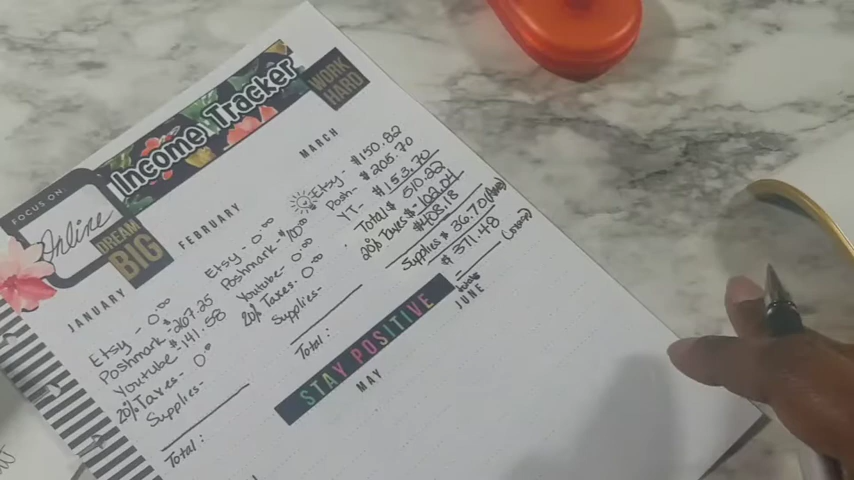 FOCUS ON:
Online
Income Tracker
DREAM
BIG
WORK
HARD
JANUARY
Etsy - 0.00
Poshmark - $267.25
Youtube - $141.58
20% Taxes - 0.00
Supplies -
Total:
FEBRUARY
Etsy - 0.00
Poshmark - $100.00
Youtube - 0.00
20% Taxes: 0.00
Supplies -
Total:
MARCH
Etsy - $150.82
Posh - $205.70
YT - $153.70
Total $ 510.22
20% Taxes $ - 102.04
$408.18
Supplies $ 36.70
$ 371.48
STAY POSITIVE
MAY
JUNE